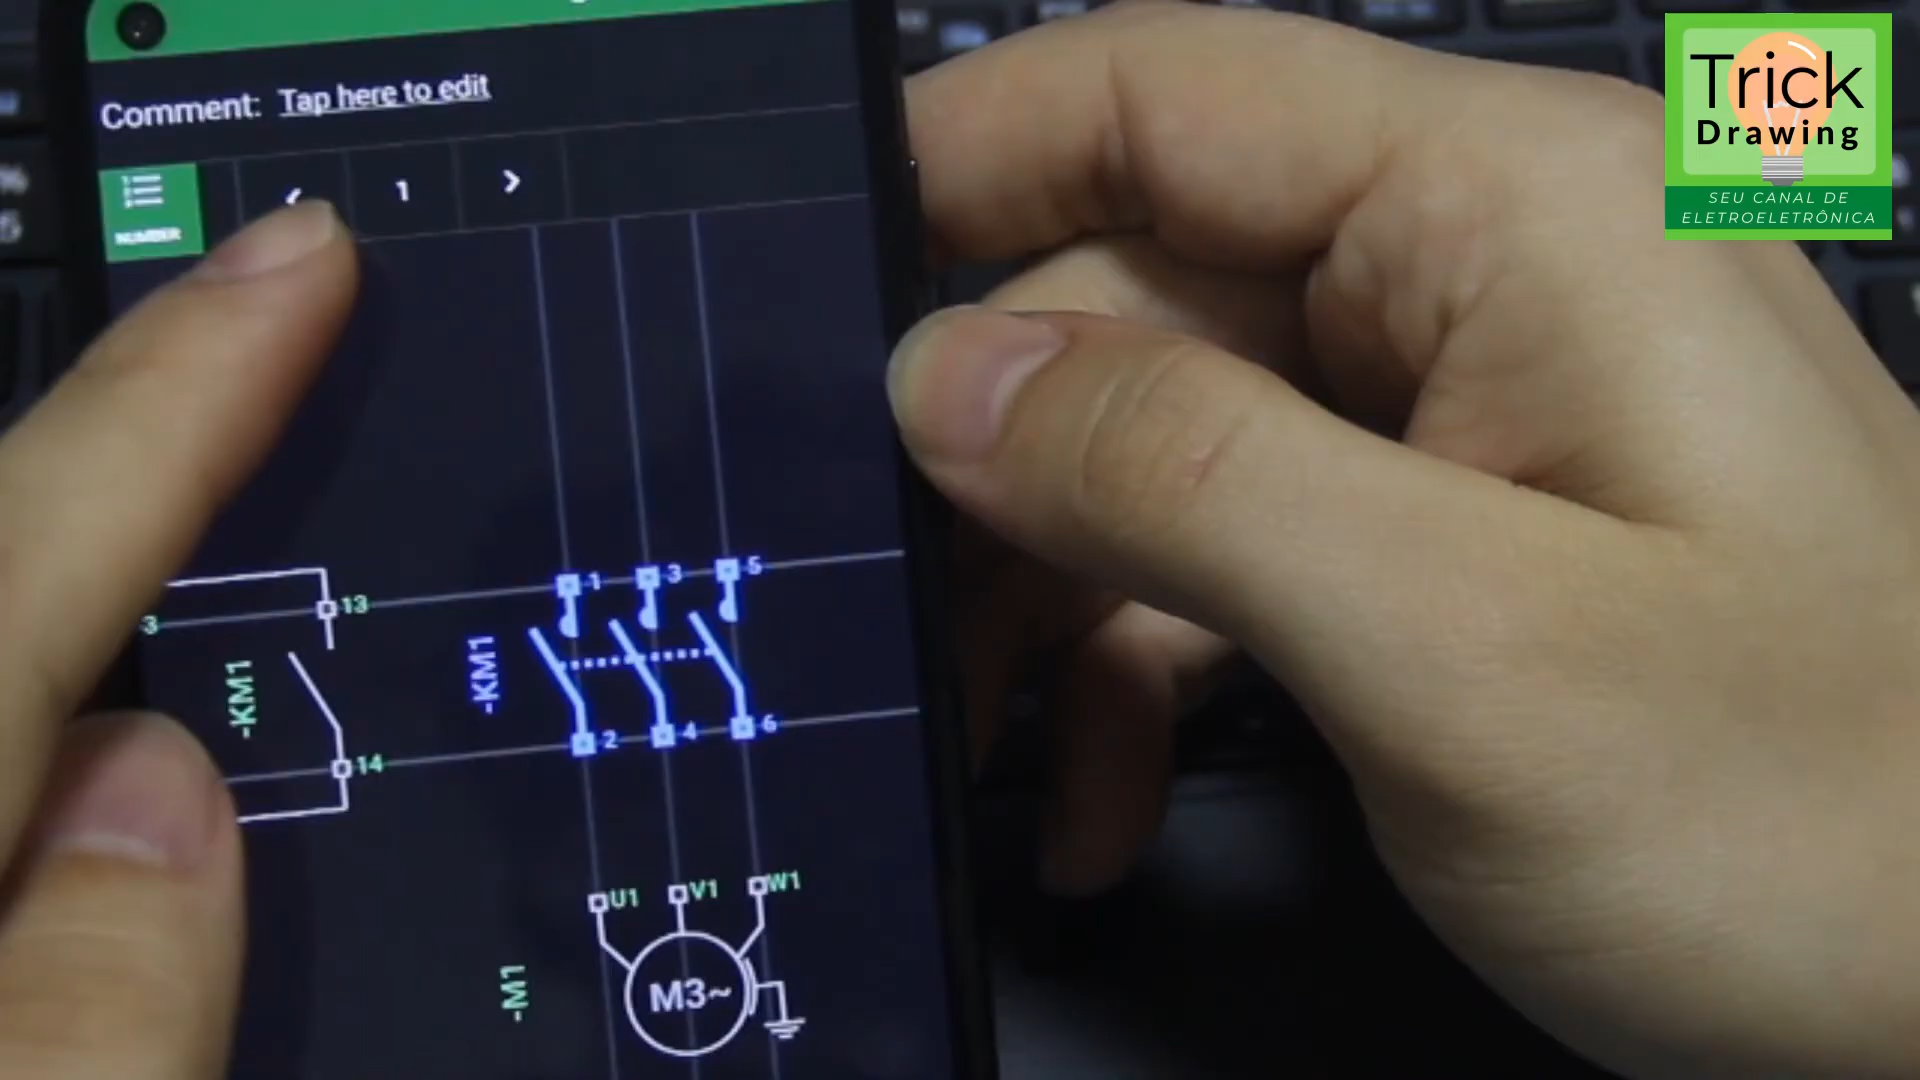 Comment: Tap here to edit
NUMBER
1
Trick
Drawing
SEU CANAL DE
ELETROELETRÔNICA
1 3 5
3 13
-KM1 -KM1
2 4 6
14
U1 V1 W1
-M1 M3~